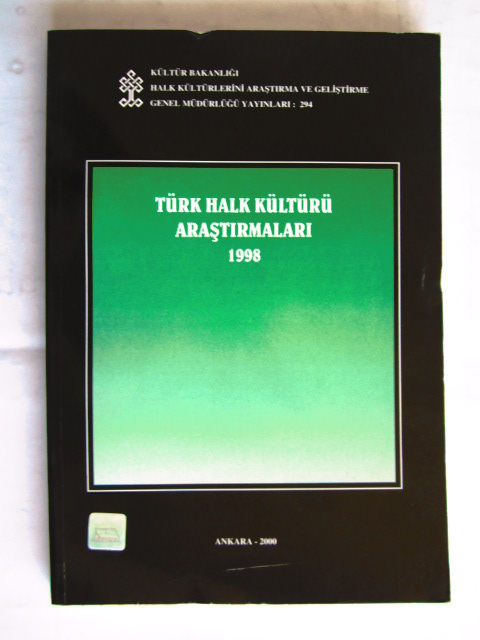 KÜLTÜR BAKANLIĞI
HALK KÜLTÜRLERİNİ ARAŞTIRMA VE GELİŞTİRME
GENEL MÜDÜRLÜĞÜ YAYINLARI : 294
TÜRK HALK KÜLTÜRÜ
ARAŞTIRMALARI
1998
ANKARA - 2000